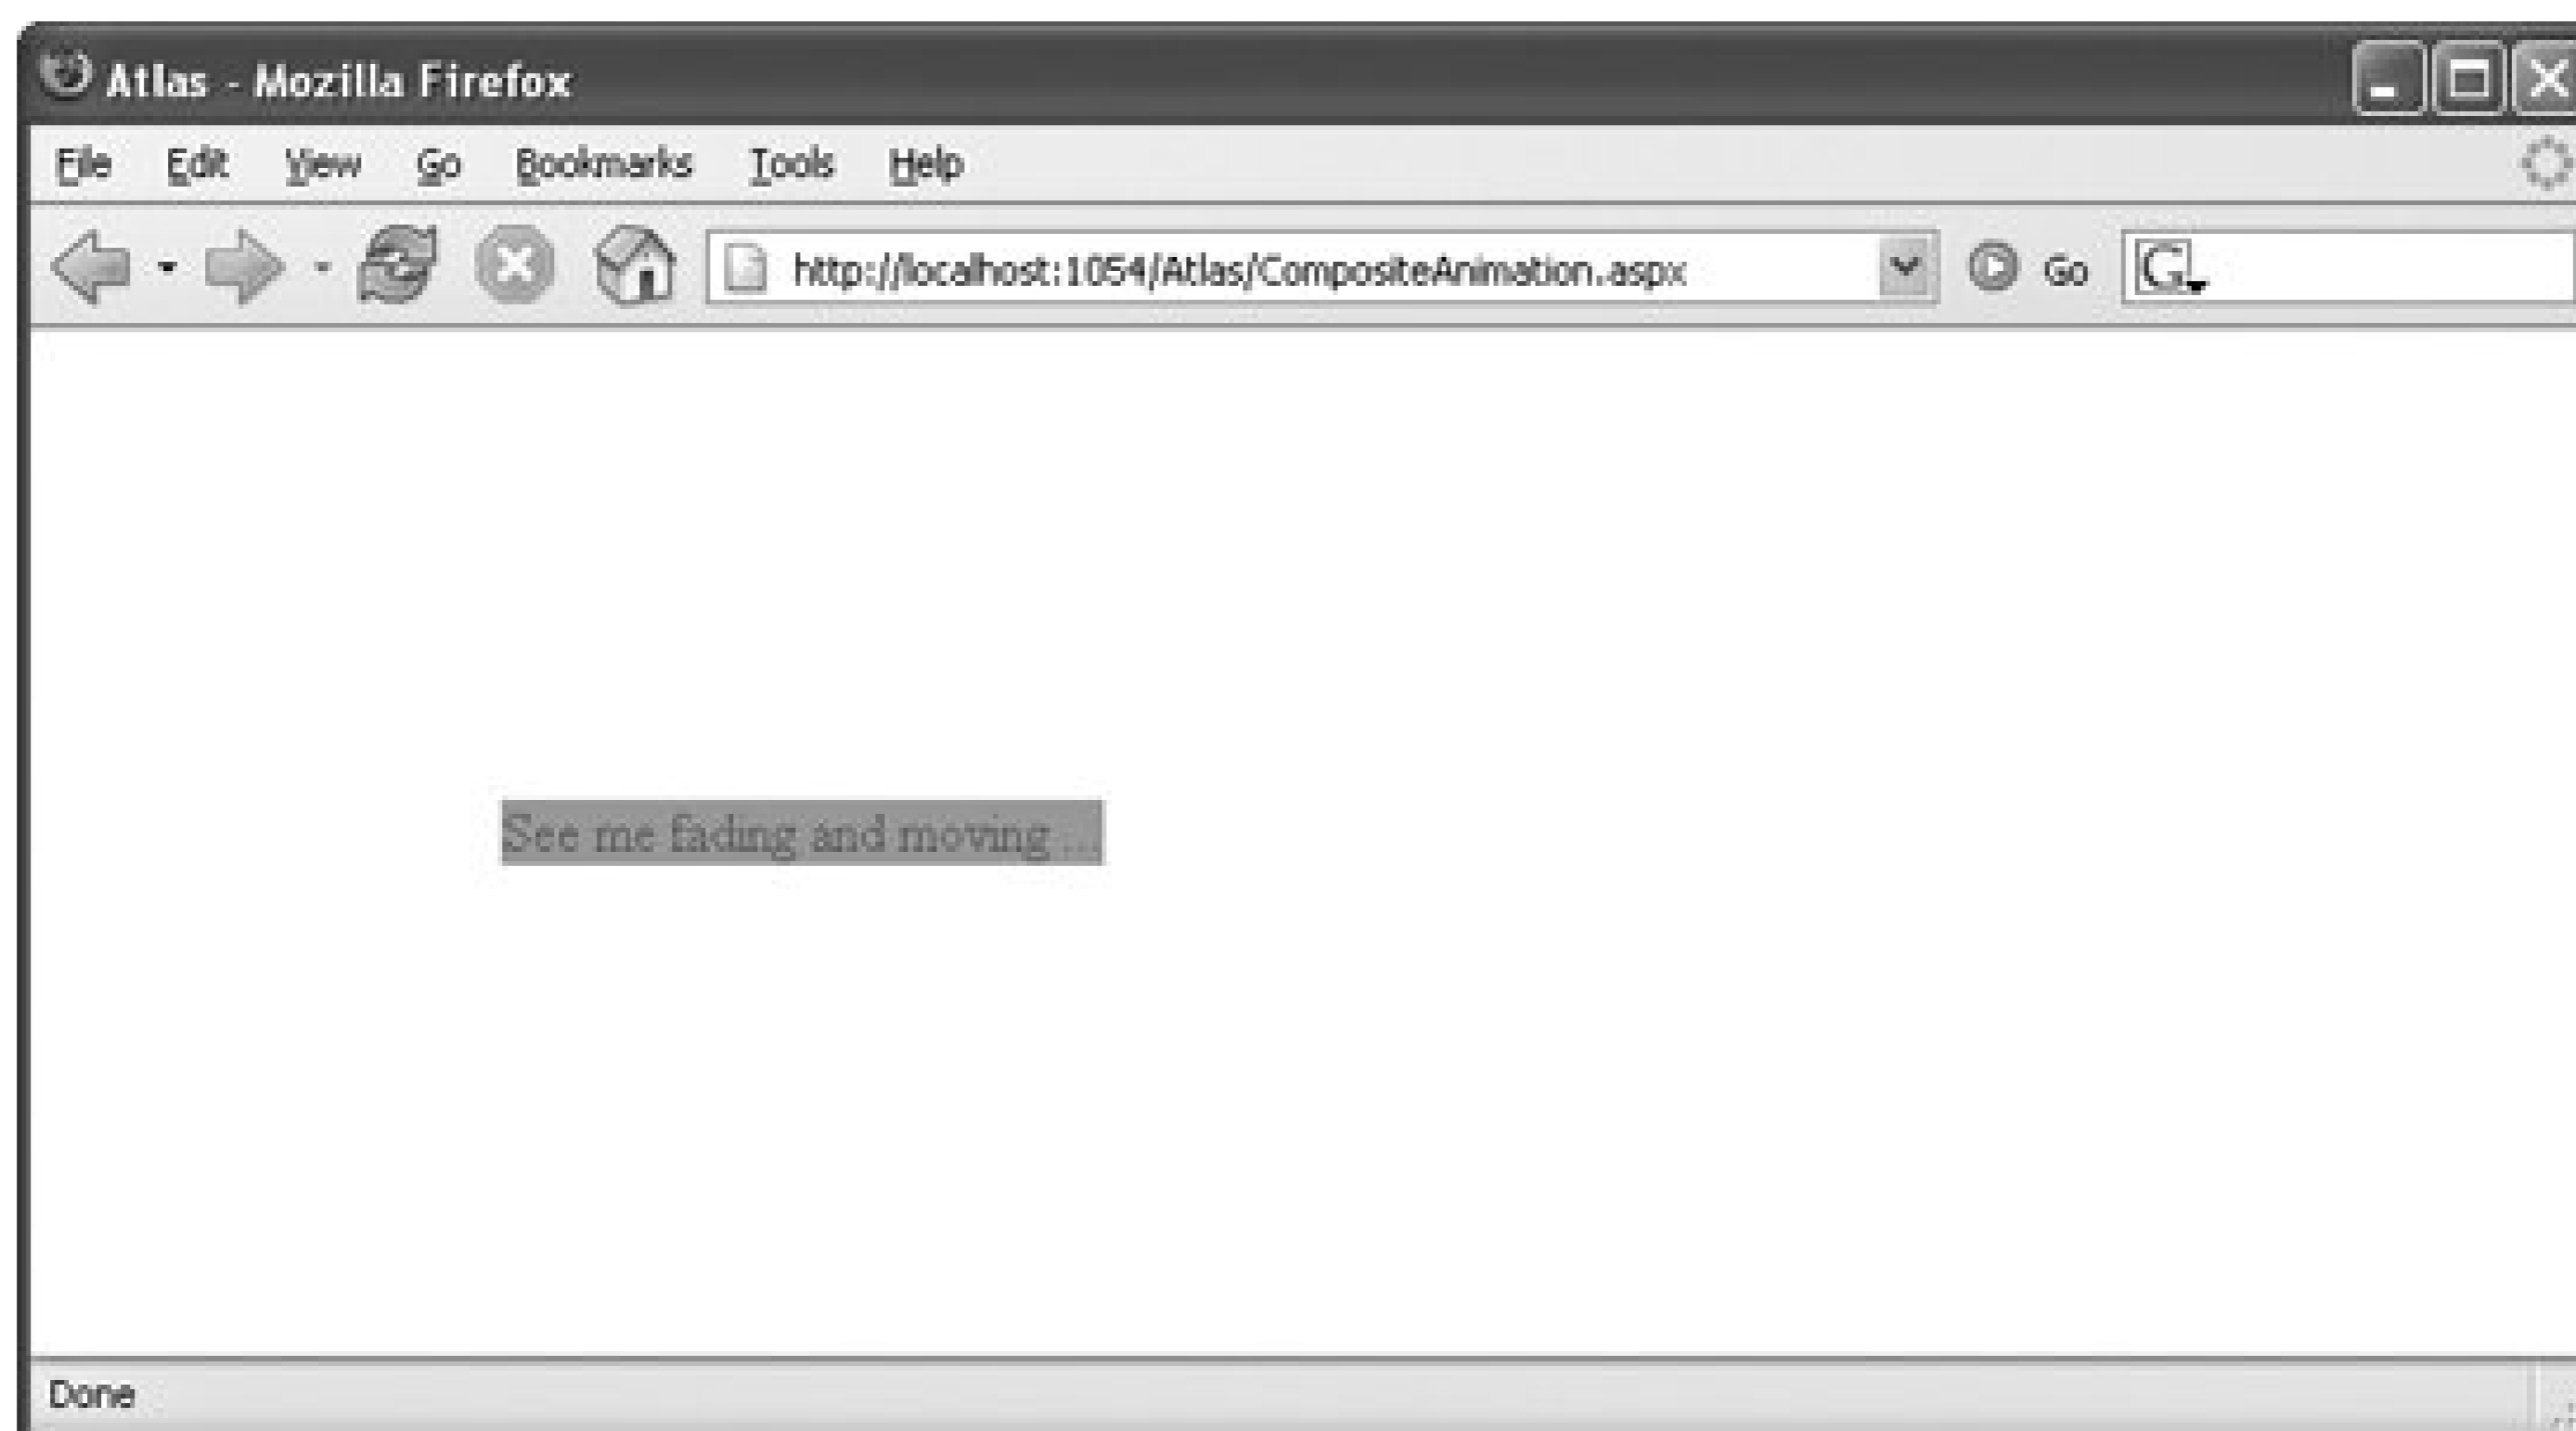 Atlas - Mozilla Firefox
File Edit View Go Bookmarks Tools Help
http://localhost:1054/Atlas/CompositeAnimation.aspx Go G
See me fading and moving ...
Done